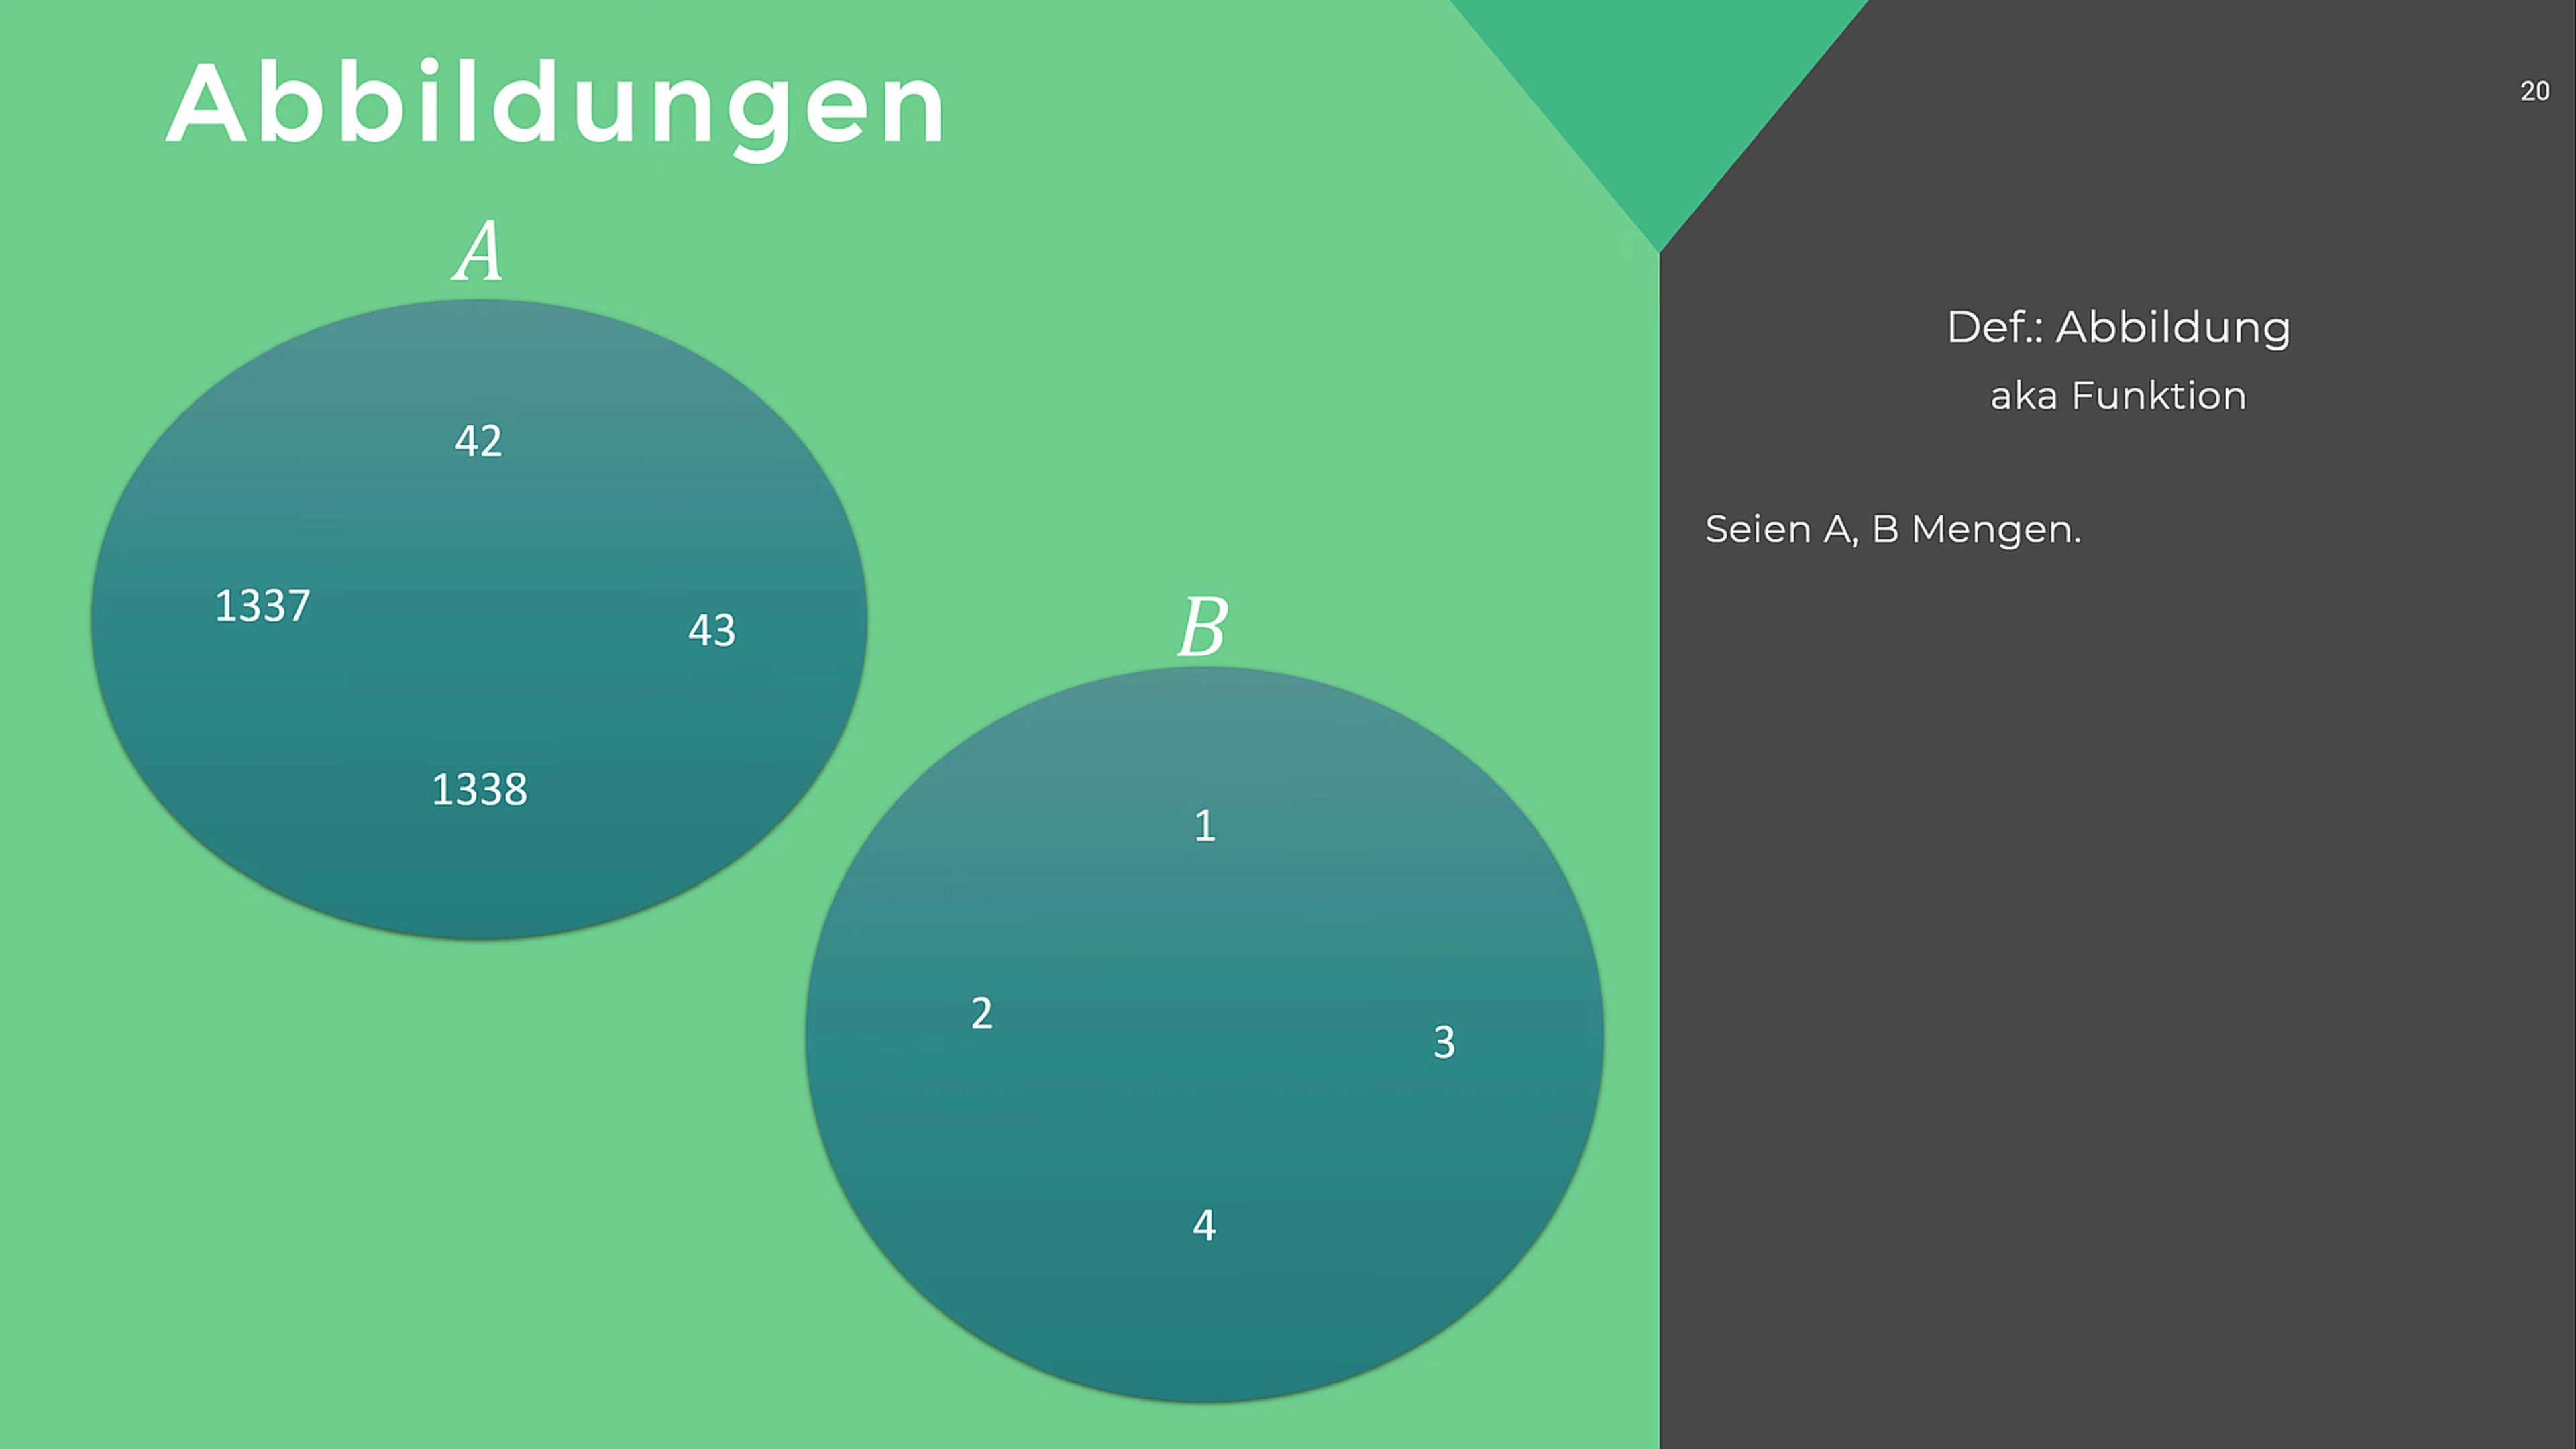 Abbildungen
20
A
42
1337
43
1338
B
1
2
3
4
Def.: Abbildung
aka Funktion
Seien A, B Mengen.